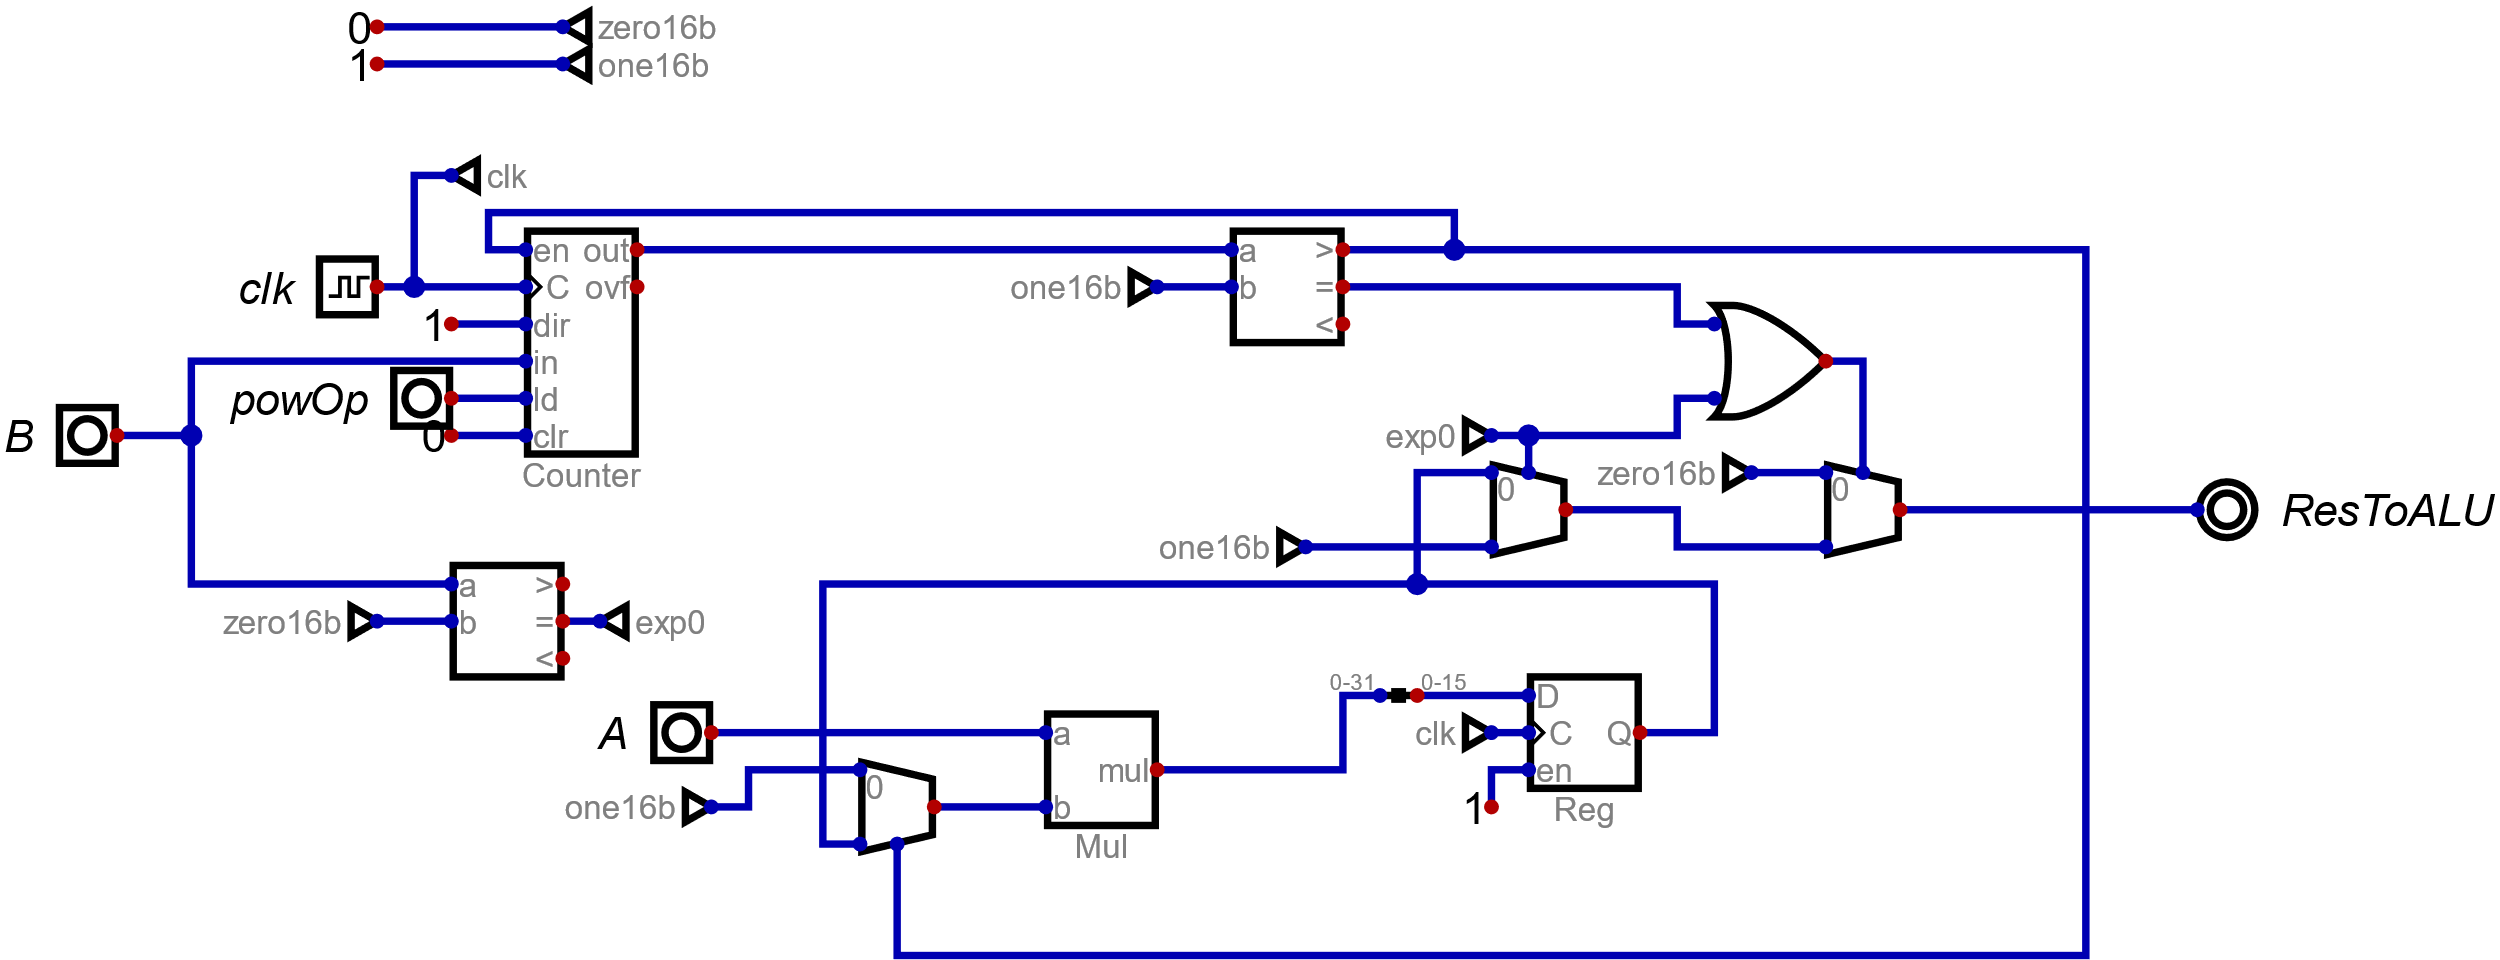 0 zero16b
1 one16b
clk
clk
en out
C ovf
1 dir
in
powOp ld
0 clr
Counter
B
one16b
a >
b =
<
exp0
0
one16b
zero16b
0
ResToALU
zero16b
a >
b =
<
exp0
A
one16b
0
a
mul
b
Mul
0-31 0-15
D
clk C Q
1 en
Reg